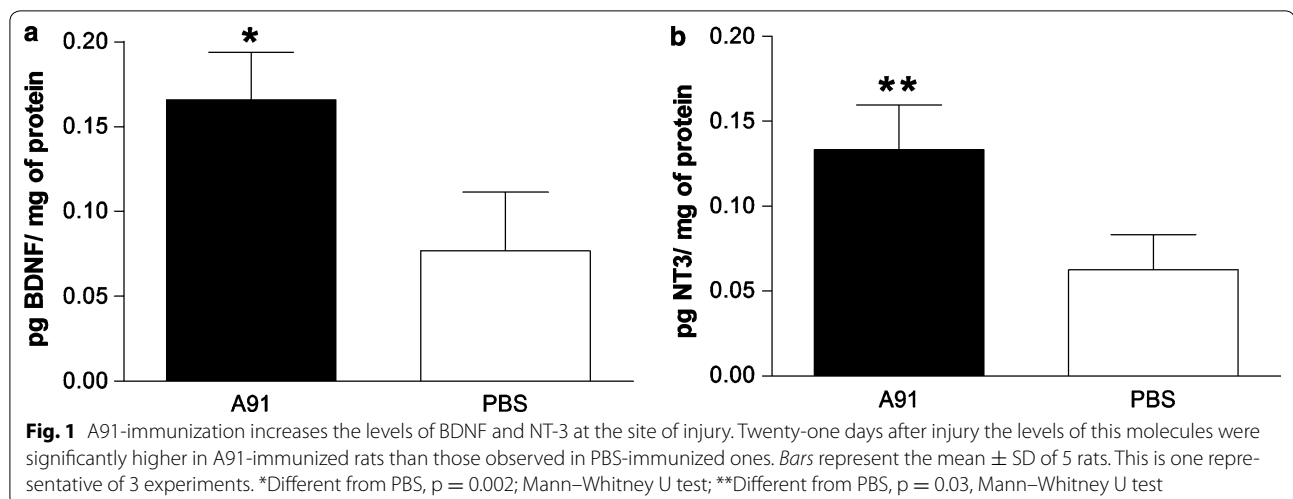 a
*
0.20
0.15
0.10
0.05
0.00
pg BDNF/ mg of protein
A91 PBS
b
**
0.20
0.15
0.10
0.05
0.00
pg NT3/ mg of protein
A91 PBS
Fig. 1 A91-immunization increases the levels of BDNF and NT-3 at the site of injury. Twenty-one days after injury the levels of this molecules were
significantly higher in A91-immunized rats than those observed in PBS-immunized ones. Bars represent the mean ± SD of 5 rats. This is one repre-
sentative of 3 experiments. *Different from PBS, p = 0.002; Mann–Whitney U test; **Different from PBS, p = 0.03, Mann–Whitney U test